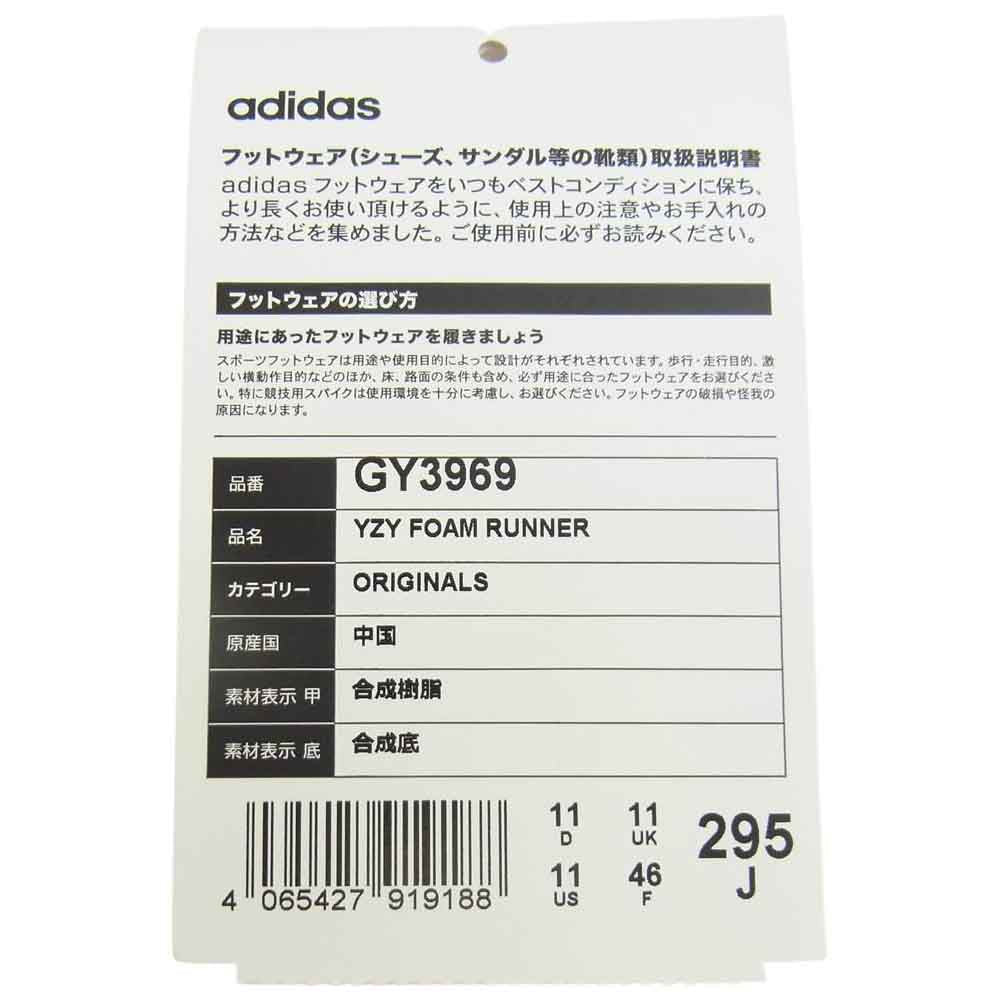 adidas
フットウェア(シューズ、サンダル等の靴類)取扱説明書
adidas フットウェアをいつもベストコンディションに保ち、
より長くお使い頂けるように、使用上の注意やお手入れの
方法などを集めました。ご使用前に必ずお読みください。
フットウェアの選び方
用途にあったフットウェアを履きましょう
スポーツフットウェアは用途や使用目的によって設計がそれぞれされています。歩行・走行目的、激
しい横動作目的などのほか、床、路面の条件も含め、必ず用途に合ったフットウェアをお選びくださ
い。特に競技用スパイクは使用環境を十分に考慮し、お選びください。フットウェアの破損や怪我の
原因になります。
品番 GY3969
品名 YZY FOAM RUNNER
カテゴリー ORIGINALS
原産国 中国
素材表示 甲 合成樹脂
素材表示 底 合成底
11 11 295
D UK J
11 46
US F
4 065427 919188